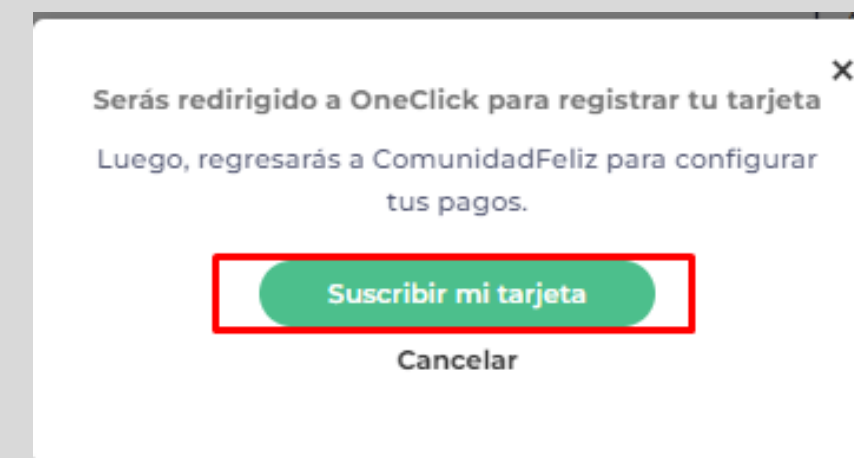 Serás redirigido a OneClick para registrar tu tarjeta
Luego, regresarás a ComunidadFeliz para configurar
tus pagos.
Suscribir mi tarjeta
Cancelar